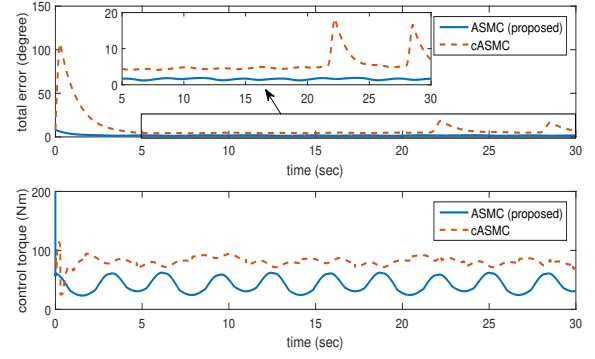 total error (degree)
150
100
50
0
20
10
0
5 10 15 20 25 30
ASMC (proposed)
cASMC
0 5 10 15 20 25 30
time (sec)
control torque (Nm)
200
100
0
ASMC (proposed)
cASMC
0 5 10 15 20 25 30
time (sec)